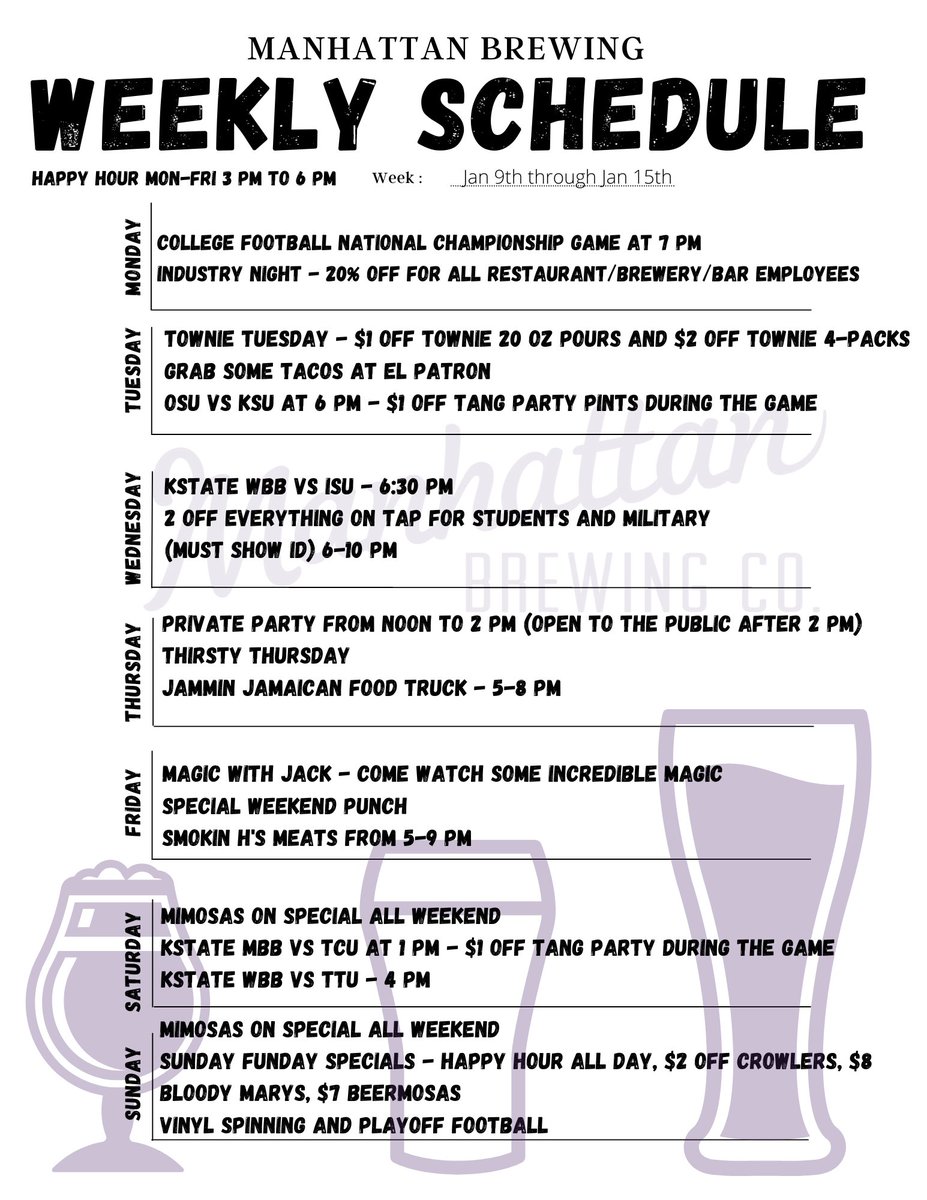 MANHATTAN BREWING
WEEKLY SCHEDULE
HAPPY HOUR MON-FRI 3 PM TO 6 PM
Week : Jan 9th through Jan 15th
MONDAY
COLLEGE FOOTBALL NATIONAL CHAMPIONSHIP GAME AT 7 PM
INDUSTRY NIGHT - 20% OFF FOR ALL RESTAURANT/BREWERY/BAR EMPLOYEES
TUESDAY
TOWNIE TUESDAY - $1 OFF TOWNIE 20 OZ POURS AND $2 OFF TOWNIE 4-PACKS
GRAB SOME TACOS AT EL PATRON
OSU VS KSU AT 6 PM - $1 OFF TANG PARTY PINTS DURING THE GAME
WEDNESDAY
KSTATE WBB VS ISU - 6:30 PM
2 OFF EVERYTHING ON TAP FOR STUDENTS AND MILITARY
(MUST SHOW ID) 6-10 PM
Manhattan
BREWING CO.
THURSDAY
PRIVATE PARTY FROM NOON TO 2 PM (OPEN TO THE PUBLIC AFTER 2 PM)
THIRSTY THURSDAY
JAMMIN JAMAICAN FOOD TRUCK - 5-8 PM
FRIDAY
MAGIC WITH JACK - COME WATCH SOME INCREDIBLE MAGIC
SPECIAL WEEKEND PUNCH
SMOKIN H'S MEATS FROM 5-9 PM
SATURDAY
MIMOSAS ON SPECIAL ALL WEEKEND
KSTATE MBB VS TCU AT 1 PM - $1 OFF TANG PARTY DURING THE GAME
KSTATE WBB VS TTU - 4 PM
SUNDAY
MIMOSAS ON SPECIAL ALL WEEKEND
SUNDAY FUNDAY SPECIALS - HAPPY HOUR ALL DAY, $2 OFF CROWLERS, $8
BLOODY MARYS, $7 BEERMOSAS
VINYL SPINNING AND PLAYOFF FOOTBALL